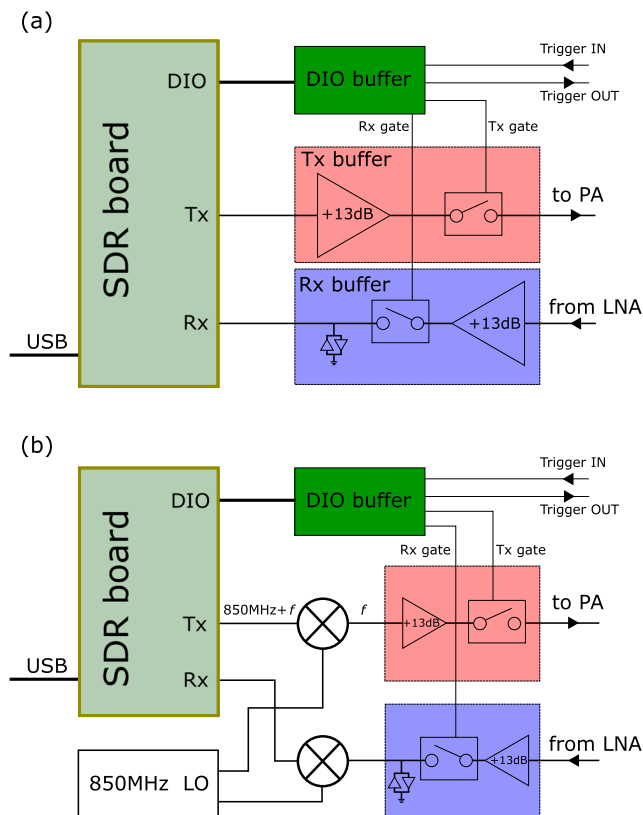 (a)
SDR board
DIO
DIO buffer
Trigger IN
Trigger OUT
Rx gate
Tx gate
Tx buffer
Tx
+13dB
to PA
Rx buffer
Rx
+13dB
from LNA
USB
(b)
SDR board
DIO
DIO buffer
Trigger IN
Trigger OUT
Rx gate
Tx gate
Tx
850MHz+f
f
+13dB
to PA
USB
Rx
+13dB
from LNA
850MHz LO